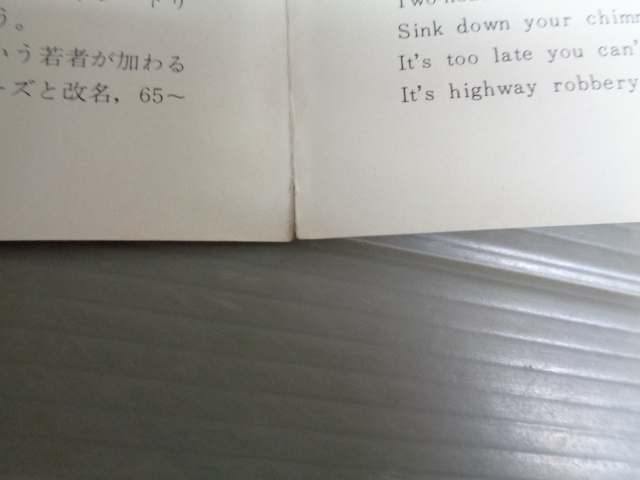 う。
いう若者が加わる
ーズと改名，65～
Sink down your
It's too late you can'
It's highway robbery